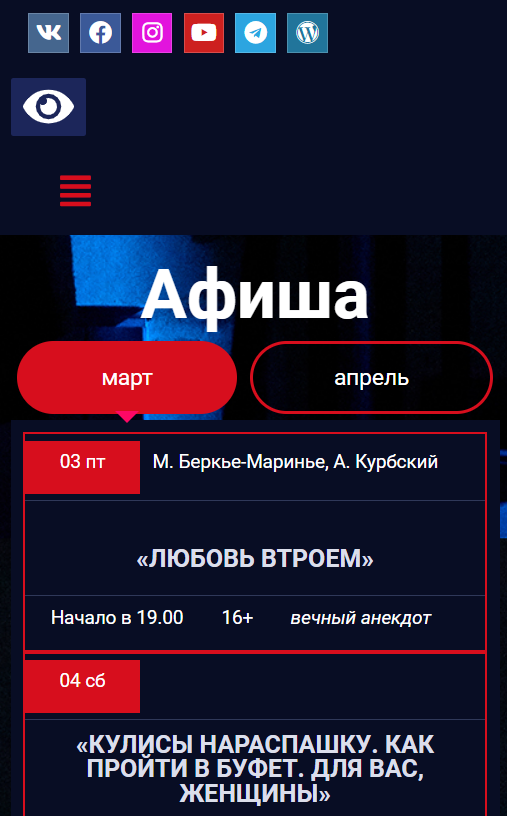 Афиша
март
апрель
03 пт
М. Беркье-Маринье, А. Курбский
«ЛЮБОВЬ ВТРОЕМ»
Начало в 19.00
16+
вечный анекдот
04 сб
«КУЛИСЫ НАРАСПАШКУ. КАК
ПРОЙТИ В БУФЕТ. ДЛЯ ВАС,
ЖЕНЩИНЫ»